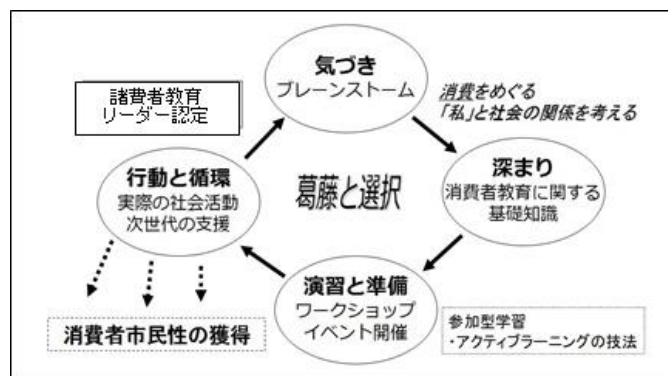 気づき
ブレーンストーム
諸費者教育
リーダー認定
消費をめぐる
「私」と社会の関係を考える
行動と循環
実際の社会活動
次世代の支援
葛藤と選択
深まり
消費者教育に関する
基礎知識
演習と準備
ワークショップ
イベント開催
消費者市民性の獲得
参加型学習
・アクティブラーニングの技法